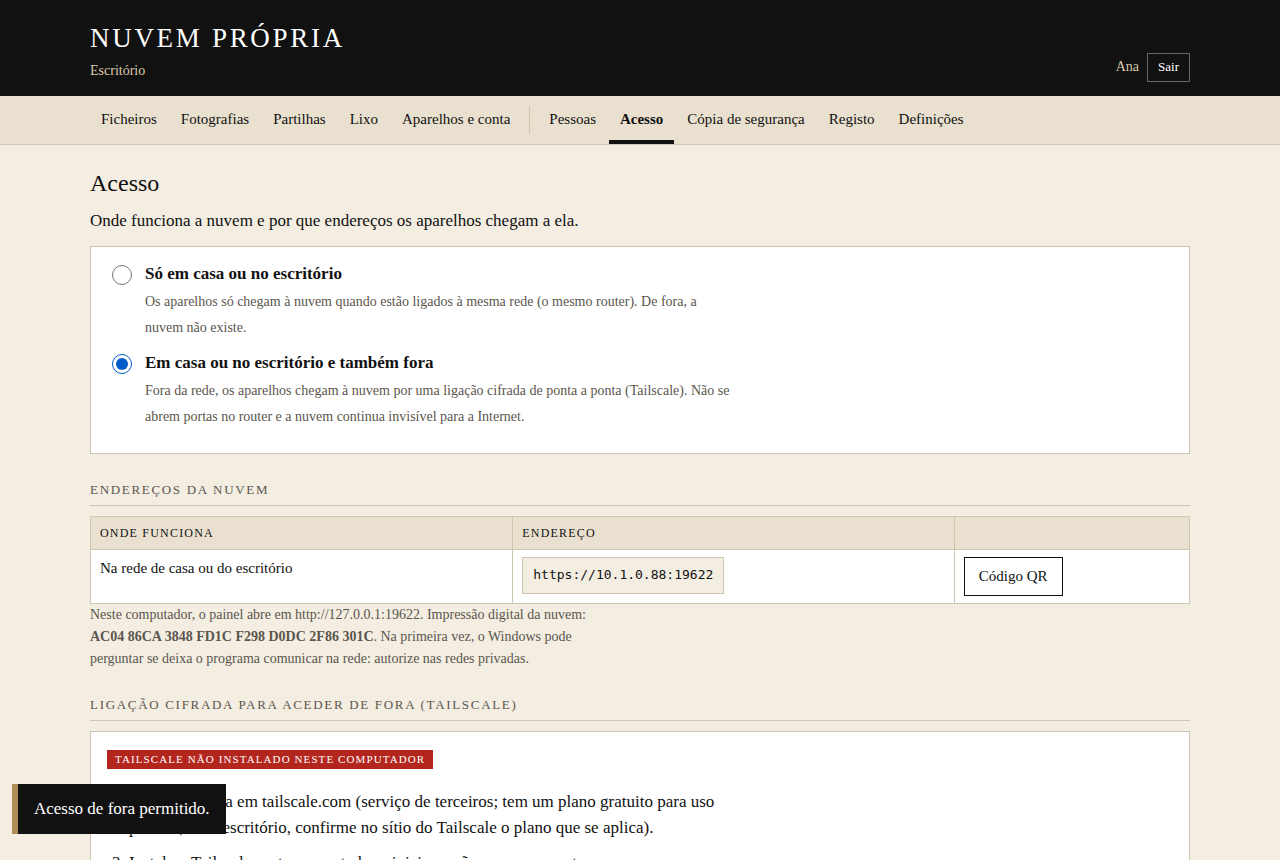 NUVEM PRÓPRIA
Escritório
Ana
Sair
Ficheiros Fotografias Partilhas Lixo Aparelhos e conta Pessoas Acesso Cópia de segurança Registo Definições
Acesso
Onde funciona a nuvem e por que endereços os aparelhos chegam a ela.
Só em casa ou no escritório
Os aparelhos só chegam à nuvem quando estão ligados à mesma rede (o mesmo router). De fora, a
nuvem não existe.
Em casa ou no escritório e também fora
Fora da rede, os aparelhos chegam à nuvem por uma ligação cifrada de ponta a ponta (Tailscale). Não se
abrem portas no router e a nuvem continua invisível para a Internet.
ENDEREÇOS DA NUVEM
ONDE FUNCIONA ENDEREÇO
Na rede de casa ou do escritório https://10.1.0.88:19622 Código QR
Neste computador, o painel abre em http://127.0.0.1:19622. Impressão digital da nuvem:
AC04 86CA 3848 FD1C F298 D0DC 2F86 301C. Na primeira vez, o Windows pode
perguntar se deixa o programa comunicar na rede: autorize nas redes privadas.
LIGAÇÃO CIFRADA PARA ACEDER DE FORA (TAILSCALE)
TAILSCALE NÃO INSTALADO NESTE COMPUTADOR
a em tailscale.com (serviço de terceiros; tem um plano gratuito para uso
escritório, confirme no sítio do Tailscale o plano que se aplica).
Acesso de fora permitido.